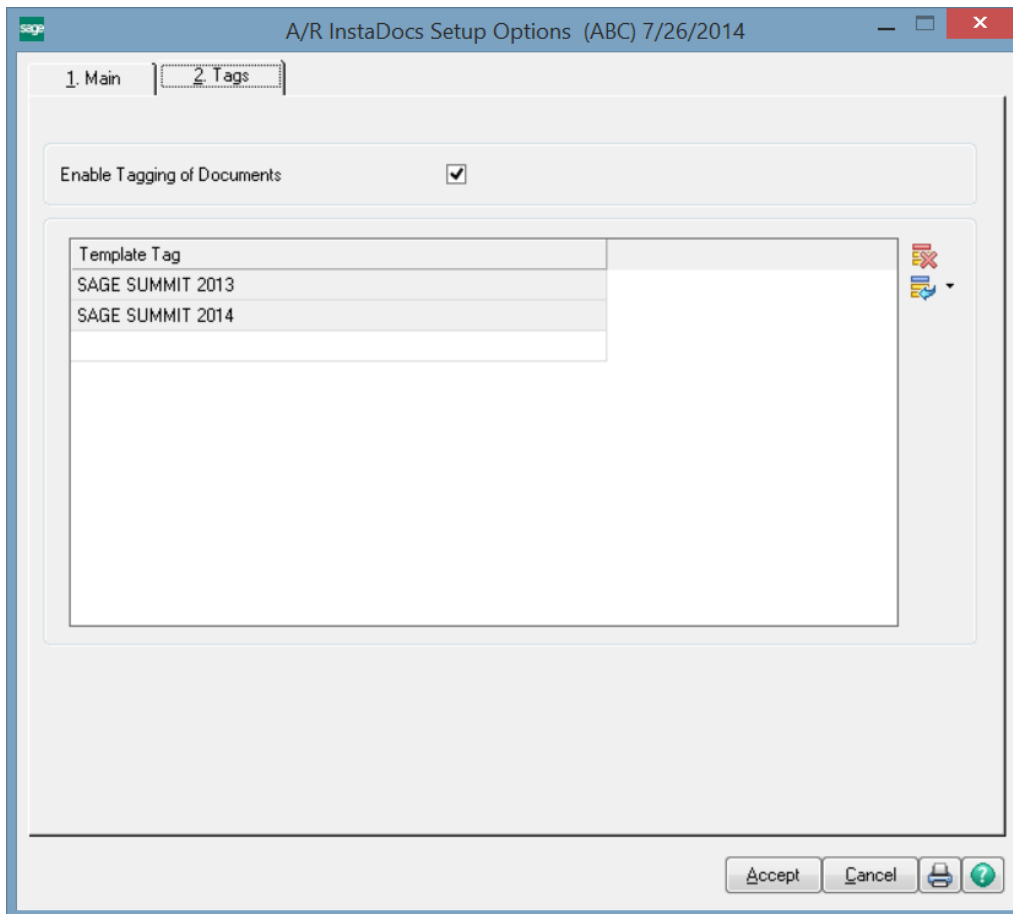 sage
A/R InstaDocs Setup Options (ABC) 7/26/2014
1. Main
2. Tags
Enable Tagging of Documents
Template Tag
SAGE SUMMIT 2013
SAGE SUMMIT 2014
Accept
Cancel
?